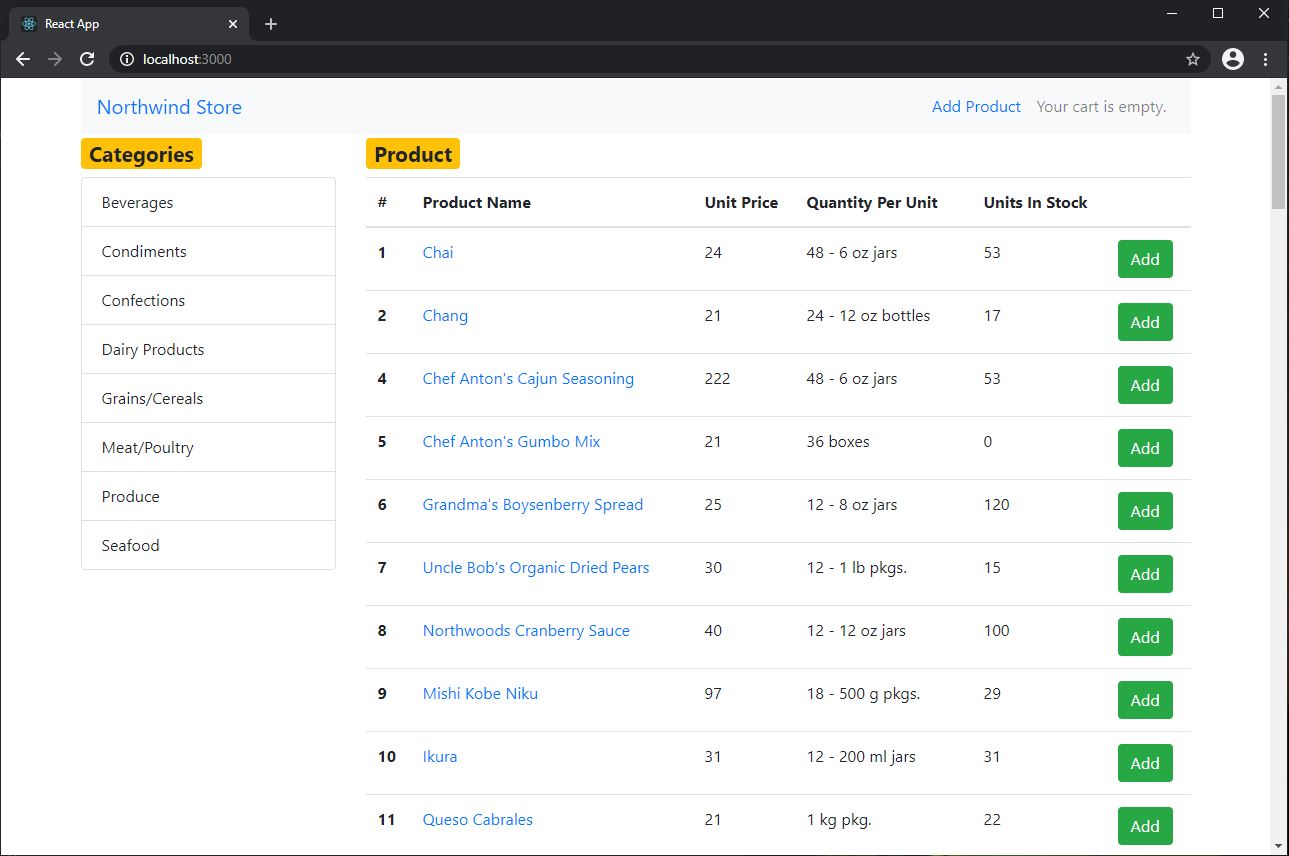 React App
localhost:3000
Northwind Store Add Product Your cart is empty.
Categories
Beverages
Condiments
Confections
Dairy Products
Grains/Cereals
Meat/Poultry
Produce
Seafood
Product
# Product Name Unit Price Quantity Per Unit Units In Stock
1 Chai 24 48 - 6 oz jars 53 Add
2 Chang 21 24 - 12 oz bottles 17 Add
4 Chef Anton's Cajun Seasoning 222 48 - 6 oz jars 53 Add
5 Chef Anton's Gumbo Mix 21 36 boxes 0 Add
6 Grandma's Boysenberry Spread 25 12 - 8 oz jars 120 Add
7 Uncle Bob's Organic Dried Pears 30 12 - 1 lb pkgs. 15 Add
8 Northwoods Cranberry Sauce 40 12 - 12 oz jars 100 Add
9 Mishi Kobe Niku 97 18 - 500 g pkgs. 29 Add
10 Ikura 31 12 - 200 ml jars 31 Add
11 Queso Cabrales 21 1 kg pkg. 22 Add